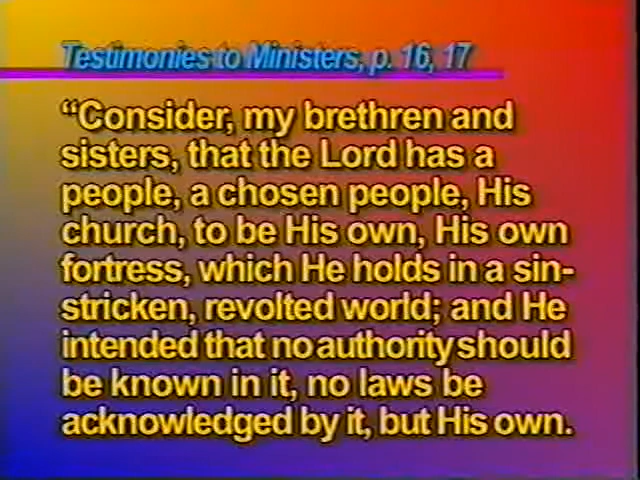 Testimonies to Ministers, p. 16, 17
“Consider, my brethren and
sisters, that the Lord has a
people, a chosen people, His
church, to be His own, His own
fortress, which He holds in a sin-
stricken, revolted world; and He
intended that no authority should
be known in it, no laws be
acknowledged by it, but His own.